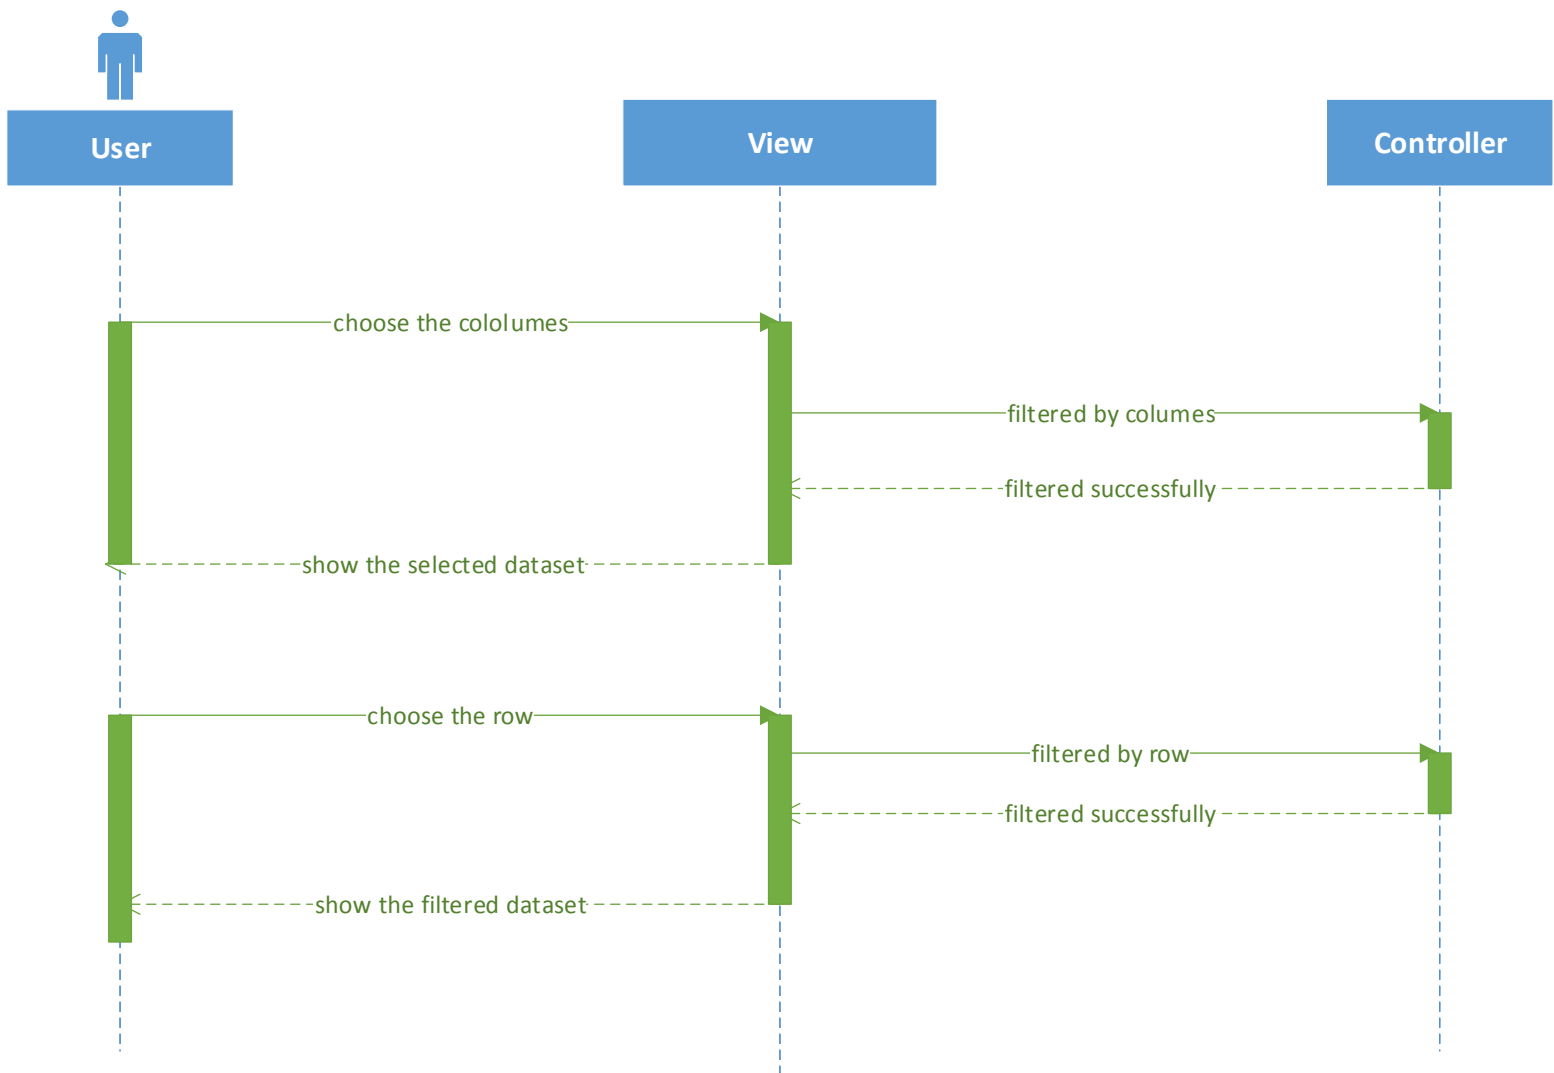 User
View
Controller
choose the cololumes
filtered by columes
filtered successfully
show the selected dataset
choose the row
filtered by row
filtered successfully
show the filtered dataset